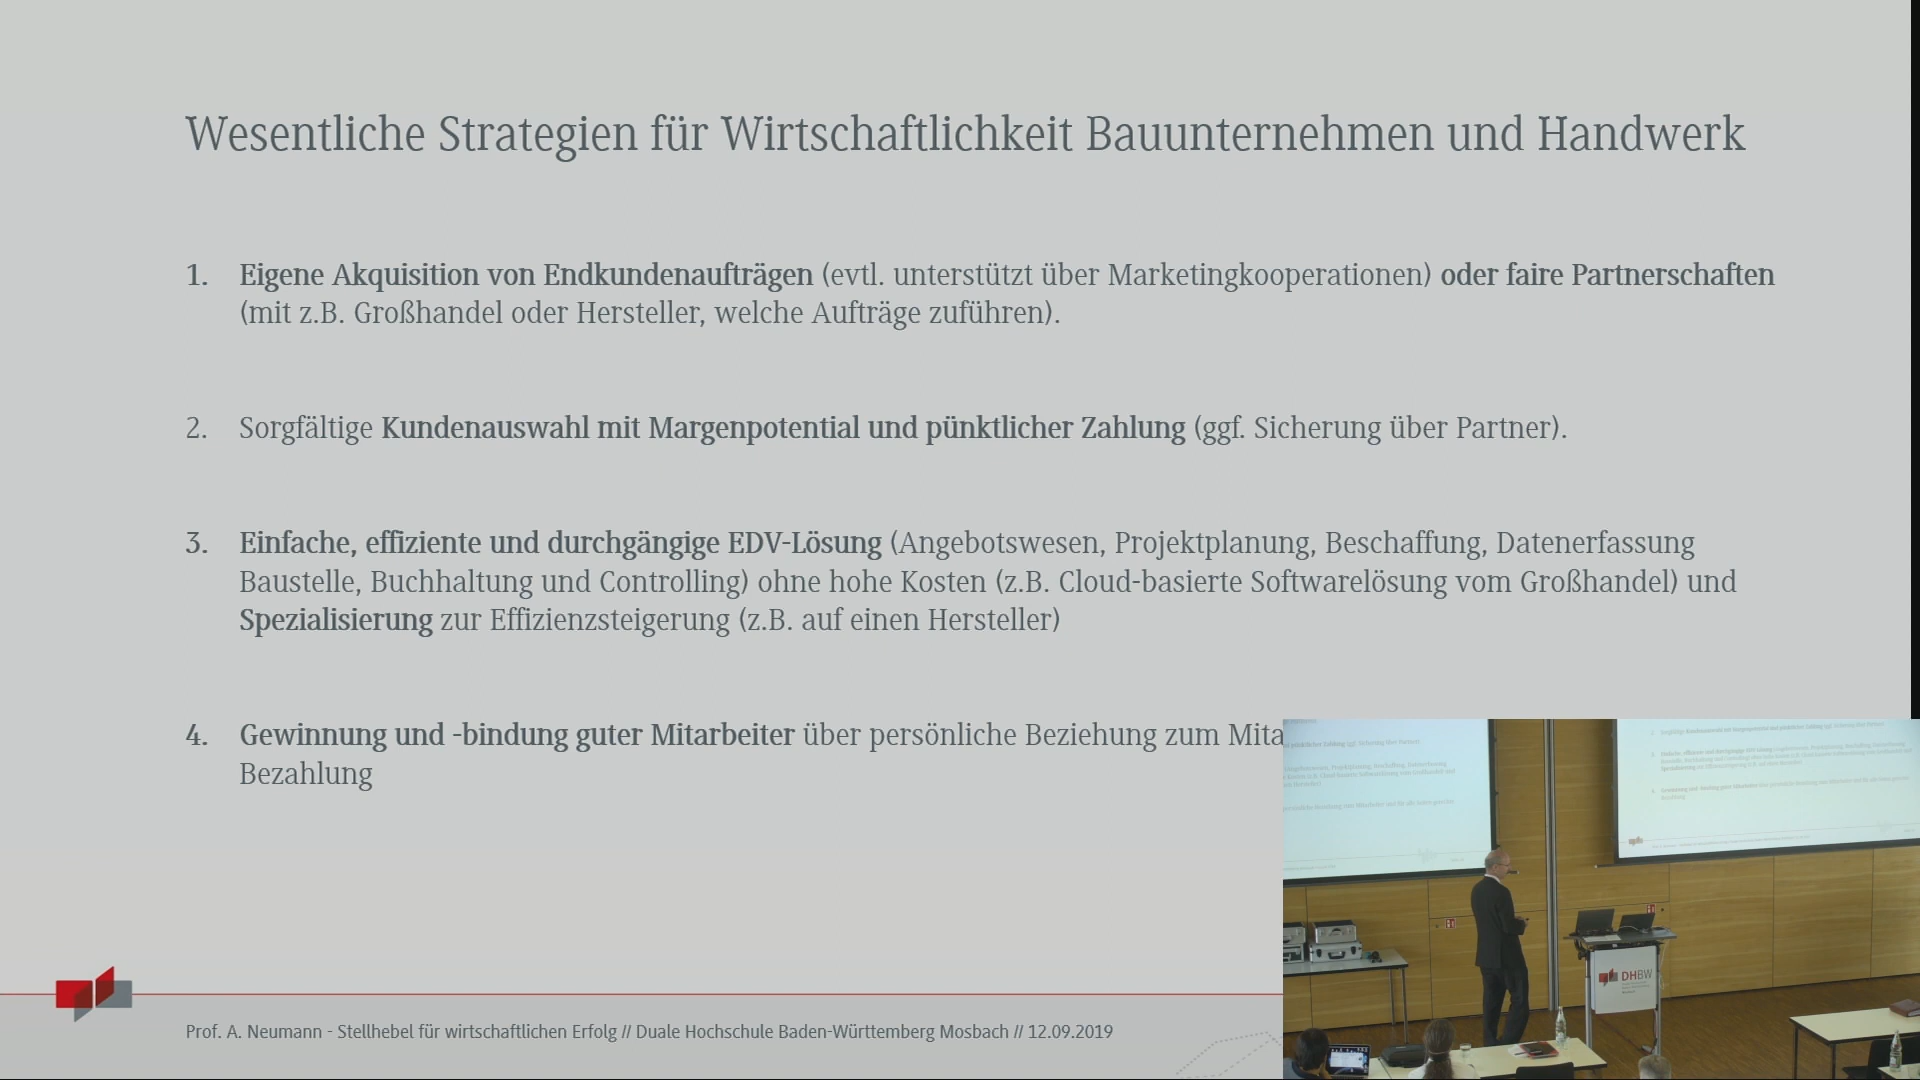 Wesentliche Strategien für Wirtschaftlichkeit Bauunternehmen und Handwerk
1. Eigene Akquisition von Endkundenaufträgen (evtl. unterstützt über Marketingkooperationen) oder faire Partnerschaften
(mit z.B. Großhandel oder Hersteller, welche Aufträge zuführen).
2. Sorgfältige Kundenauswahl mit Margenpotential und pünktlicher Zahlung (ggf. Sicherung über Partner).
3. Einfache, effiziente und durchgängige EDV-Lösung (Angebotswesen, Projektplanung, Beschaffung, Datenerfassung
Baustelle, Buchhaltung und Controlling) ohne hohe Kosten (z.B. Cloud-basierte Softwarelösung vom Großhandel) und
Spezialisierung zur Effizienzsteigerung (z.B. auf einen Hersteller)
4. Gewinnung und -bindung guter Mitarbeiter über persönliche Beziehung zum Mita
Bezahlung
Prof. A. Neumann - Stellhebel für wirtschaftlichen Erfolg // Duale Hochschule Baden-Württemberg Mosbach // 12.09.2019
DHBW